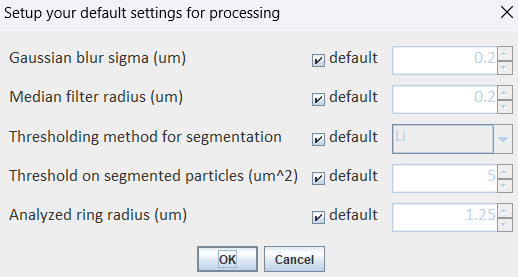 Setup your default settings for processing
Gaussian blur sigma (um) default 0.2
Median filter radius (um) default 0.2
Thresholding method for segmentation default Li
Threshold on segmented particles (um^2) default 5
Analyzed ring radius (um) default 1.25
OK Cancel